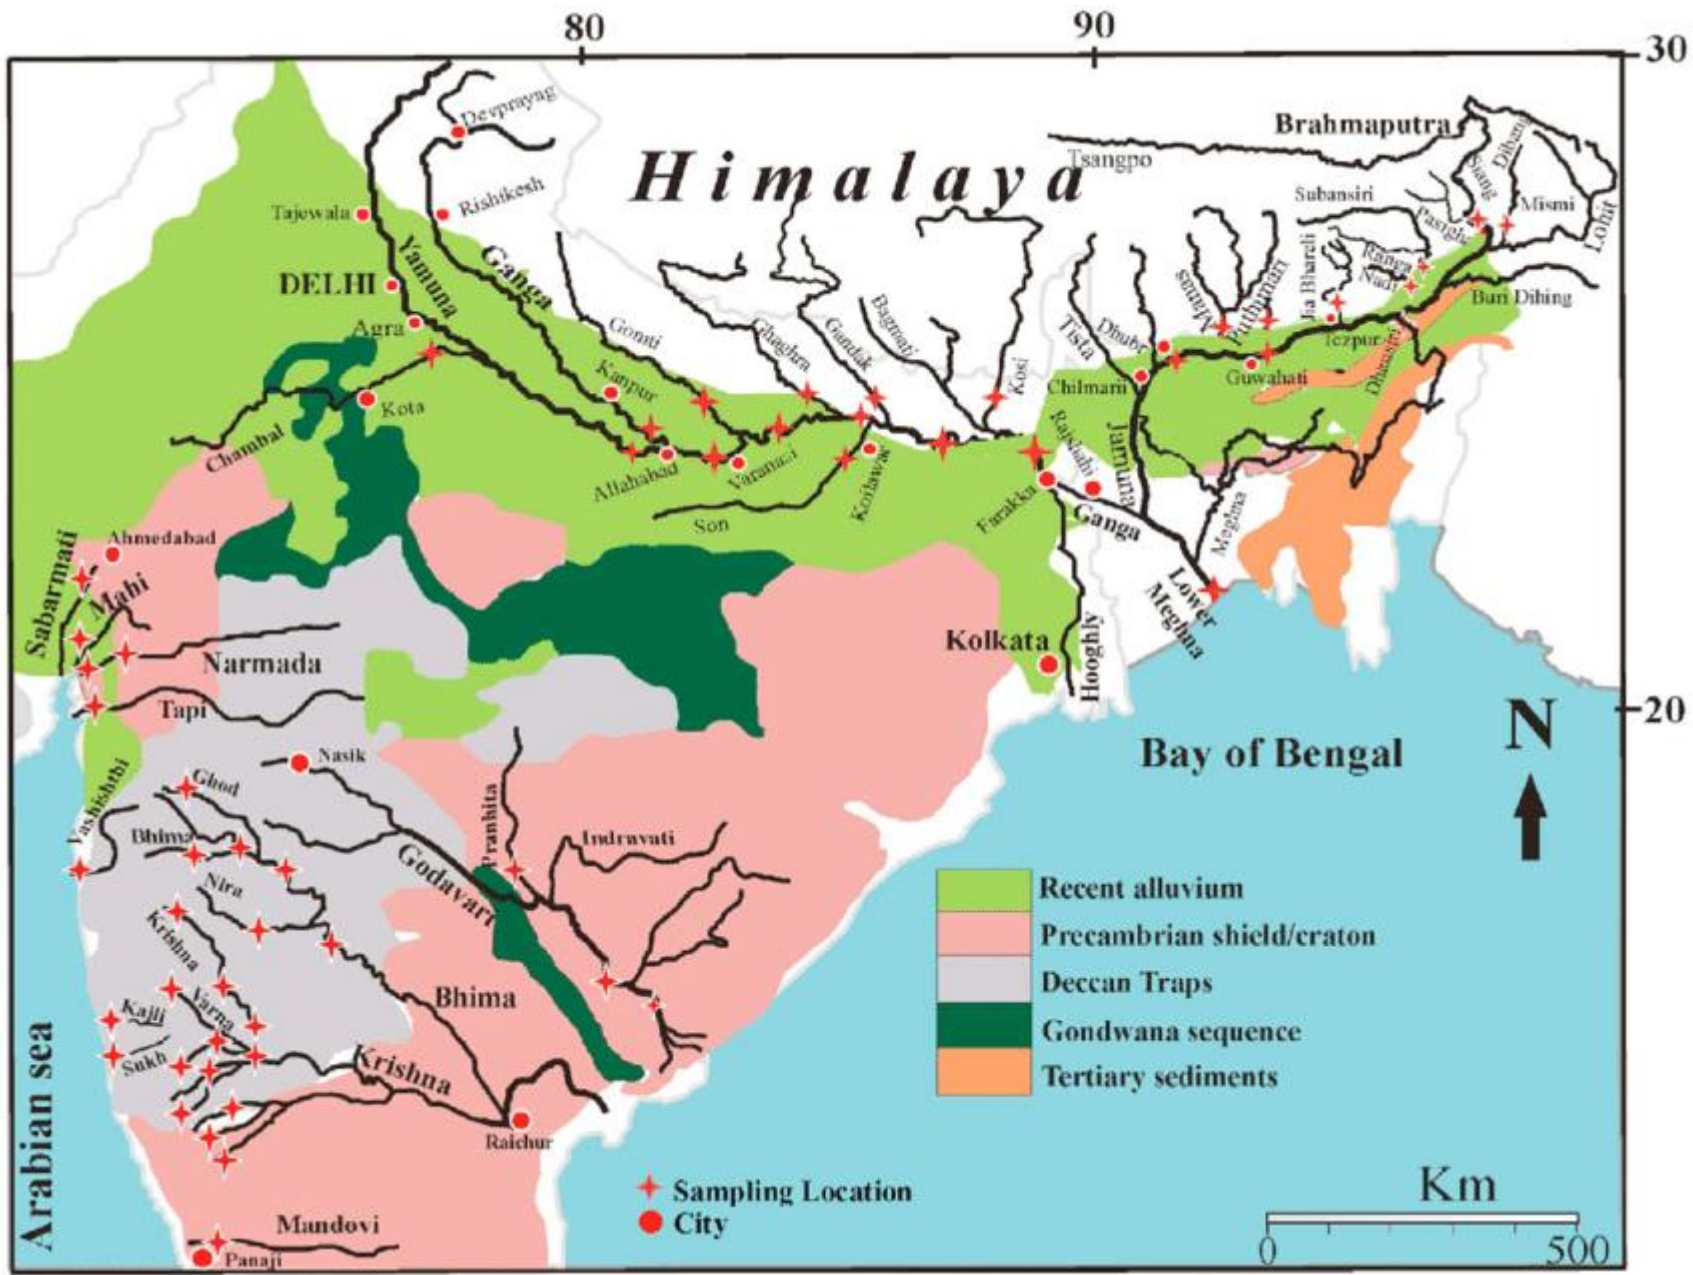 80
90
30
Devprayag
Brahmaputra
Dibang
Himalaya
Tsangpo
Siang
Rishikesh
Subansiri
Mismi
Tajewala
Pasighat
Lohit
Yamuna
Ganga
Jia Bhareli
Ranga
Nadi
DELHI
Manas
Puthimari
Buri Dihing
Agra
Gomti
Ghaghra
Gandak
Bagmati
Kosi
Tista
Dhubri
Tezpur
Dhansiri
Kanpur
Chilmarii
Guwahati
Kota
Chambal
Allahabad
Varanasi
Koilawar
Rajshahi
Jamuna
Son
Farakka
Ganga
Meghna
Ahmedabad
Sabarmati
Mahi
Lower
Meghna
Kolkata
Hooghly
Narmada
Tapi
20
N
Bay of Bengal
Nasik
Vashishthi
Ghod
Bhima
Pranhita
Indravati
Godavari
Nira
Krishna
Recent alluvium
Precambrian shield/craton
Deccan Traps
Gondwana sequence
Tertiary sediments
Bhima
Kajli
Varna
Sukh
Krishna
Arabian sea
Raichur
Sampling Location
City
Km
0
500
Mandovi
Panaji